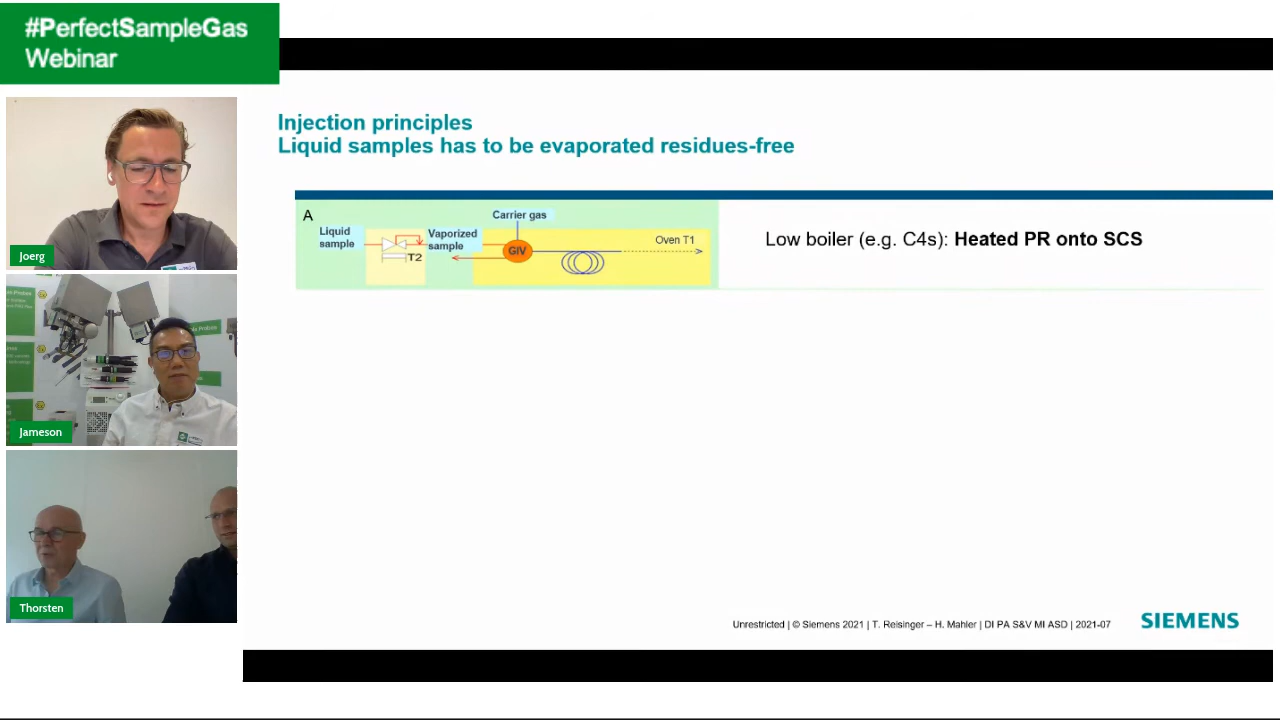 #PerfectSampleGas
Webinar
Joerg
Jameson
Thorsten
Injection principles
Liquid samples has to be evaporated residues-free
A
Liquid
sample
T2
Vaporized
sample
Carrier gas
GIV
Oven T1
Low boiler (e.g. C4s): Heated PR onto SCS
Unrestricted | © Siemens 2021 | T. Reisinger – H. Mahler | DI PA S&V MI ASD | 2021-07
SIEMENS